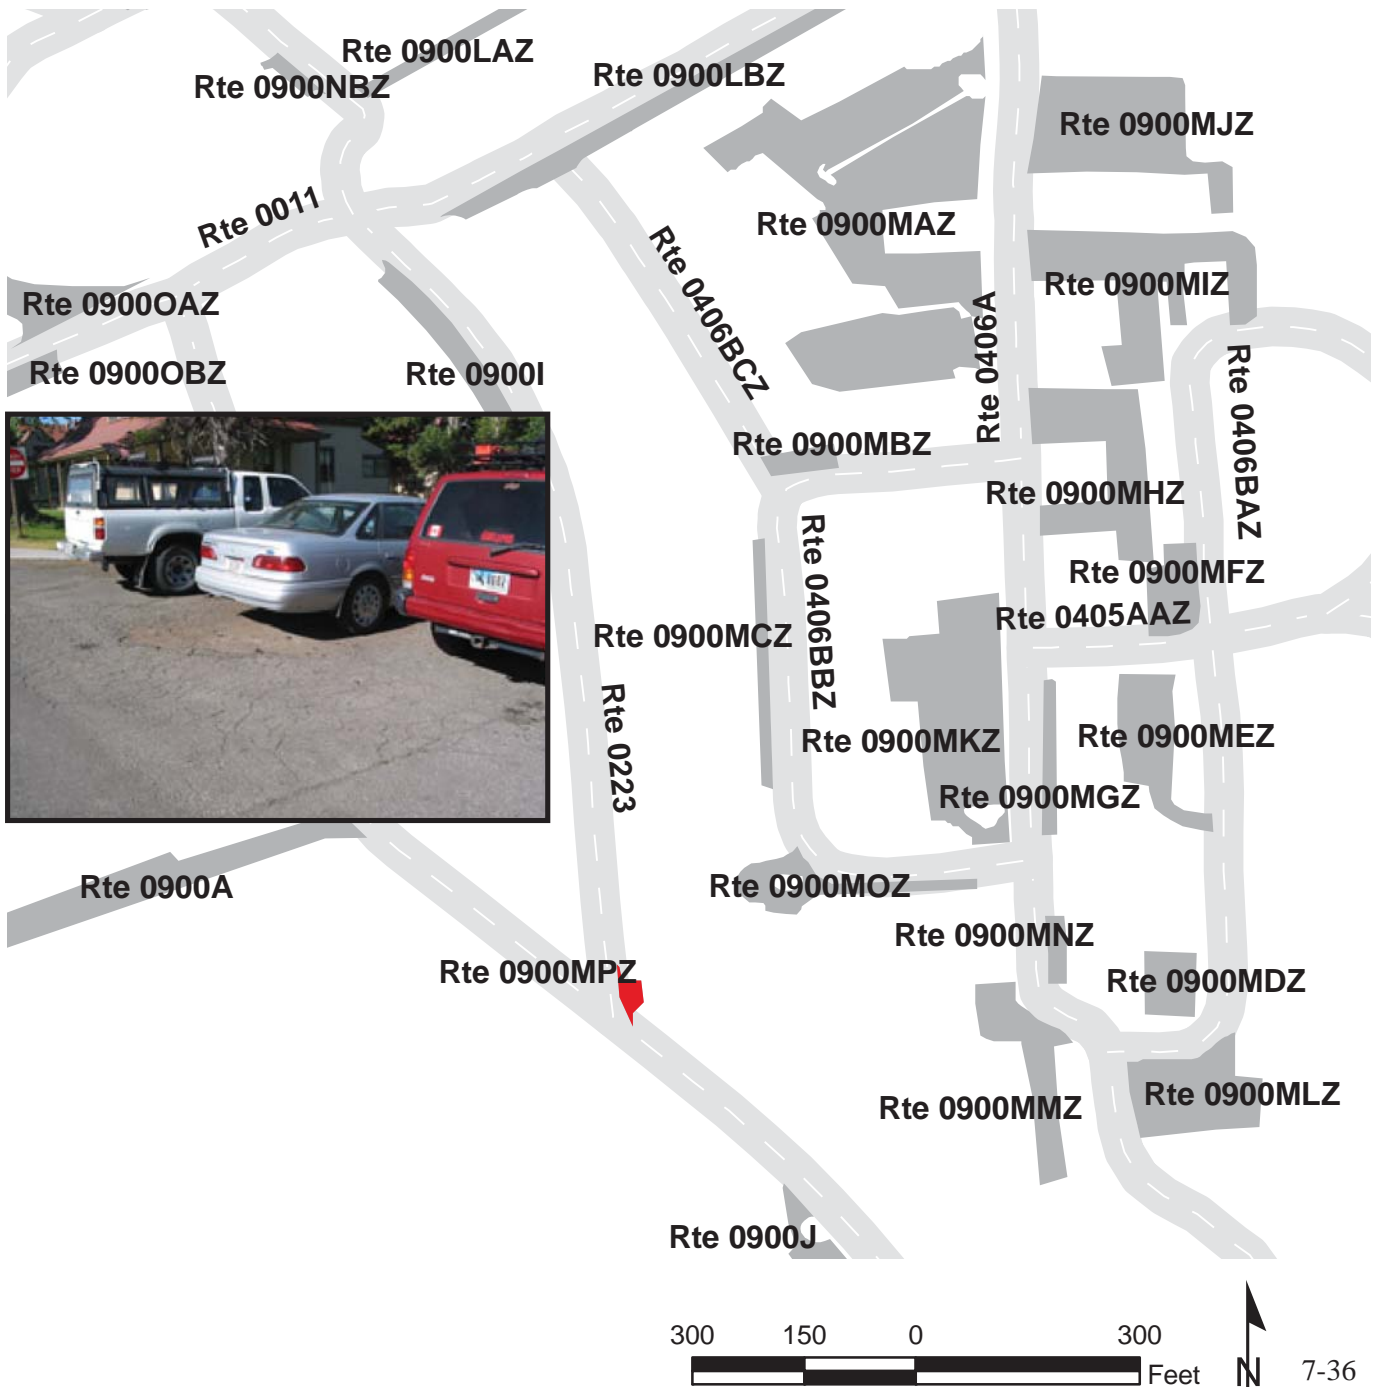 Rte 0900LAZ
Rte 0900NBZ
Rte 0900LBZ
Rte 0900MJZ
Rte 0011
Rte 0900MAZ
Rte 0406BCZ
Rte 0900MIZ
Rte 0900OAZ
Rte 0406A
Rte 0900OBZ
Rte 0900I
Rte 0406BAZ
Rte 0900MBZ
Rte 0900MHZ
Rte 0406BBZ
Rte 0900MFZ
Rte 0405AAZ
Rte 0900MCZ
Rte 0223
Rte 0900MKZ
Rte 0900MEZ
Rte 0900MGZ
Rte 0900A
Rte 0900MOZ
Rte 0900MNZ
Rte 0900MPZ
Rte 0900MDZ
Rte 0900MMZ
Rte 0900MLZ
Rte 0900J
300 150 0 300
Feet
N
7-36